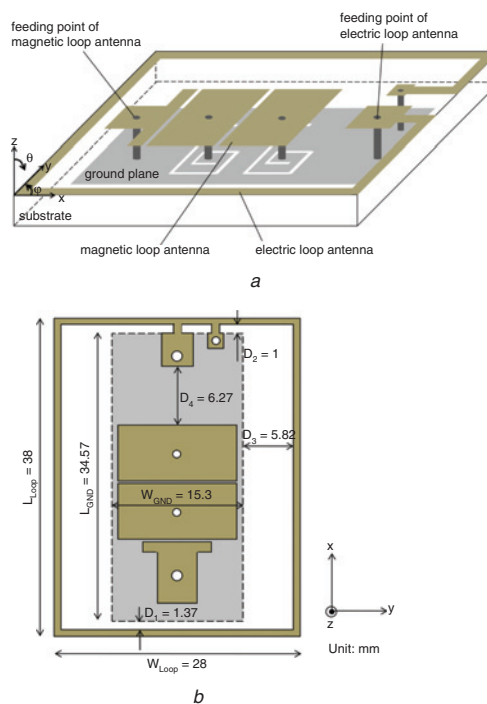 feeding point of
magnetic loop antenna
feeding point of
electric loop antenna
z
θ
y
φ
x
ground plane
substrate
magnetic loop antenna
electric loop antenna
a
D2 = 1
D4 = 6.27
D3 = 5.82
LLoop = 38
LGND = 34.57
WGND = 15.3
D1 = 1.37
x
y
z
Unit: mm
WLoop = 28
b